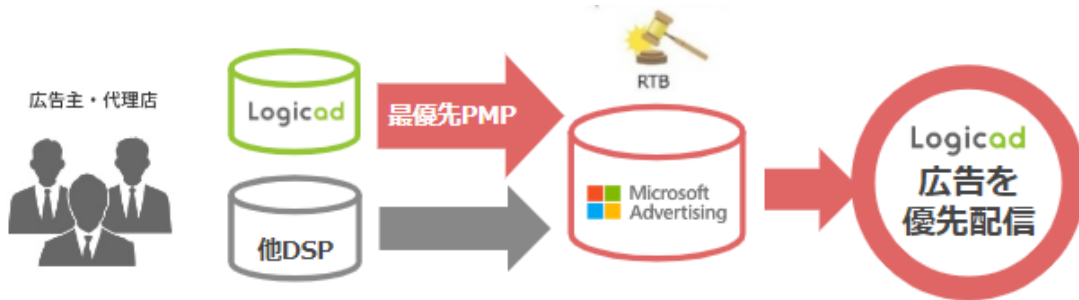 広告主・代理店
Logicad
最優先PMP
他DSP
RTB
Microsoft
Advertising
Logicad
広告を
優先配信